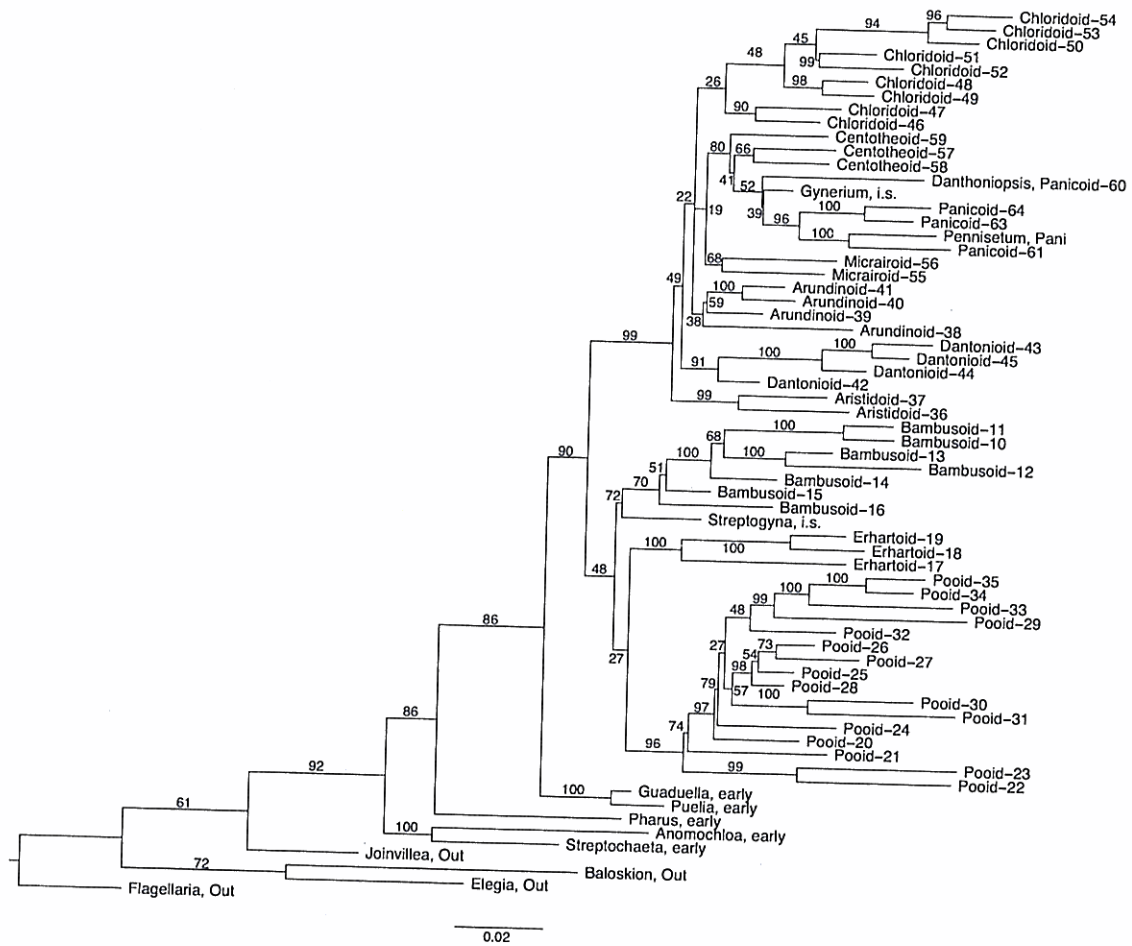 96 Chloridoid-54
94 Chloridoid-53
45 Chloridoid-50
48 Chloridoid-51
99 Chloridoid-52
26 98 Chloridoid-48
Chloridoid-49
90 Chloridoid-47
Chloridoid-46
80 Centotheoid-59
66 Centotheoid-57
Centotheoid-58
41 52 Danthoniopsis, Panicoid-60
22 Gynerium, i.s.
19 39 96 100 Panicoid-64
Panicoid-63
100 Pennisetum, Pani
Panicoid-61
68 Micrairoid-56
Micrairoid-55
49 100 Arundinoid-41
59 Arundinoid-40
Arundinoid-39
38 Arundinoid-38
99 100 100 Dantonioid-43
Dantonioid-45
91 Dantonioid-44
Dantonioid-42
99 Aristidoid-37
Aristidoid-36
100 Bambusoid-11
68 Bambusoid-10
90 100 100 Bambusoid-13
Bambusoid-12
51 Bambusoid-14
70 Bambusoid-15
72 Bambusoid-16
Streptogyna, i.s.
100 100 Erhartoid-19
Erhartoid-18
48 Erhartoid-17
100 Pooid-35
99 100 Pooid-34
48 Pooid-33
86 Pooid-29
27 Pooid-32
73 Pooid-26
27 54 Pooid-27
98 Pooid-25
79 57 Pooid-28
100 Pooid-30
86 97 Pooid-31
74 Pooid-24
Pooid-20
96 Pooid-21
92 99 Pooid-23
Pooid-22
100 Guaduella, early
61 Puelia, early
Pharus, early
100 Anomochloa, early
Streptochaeta, early
Joinvillea, Out
72 Baloskion, Out
Elegia, Out
Flagellaria, Out
0.02